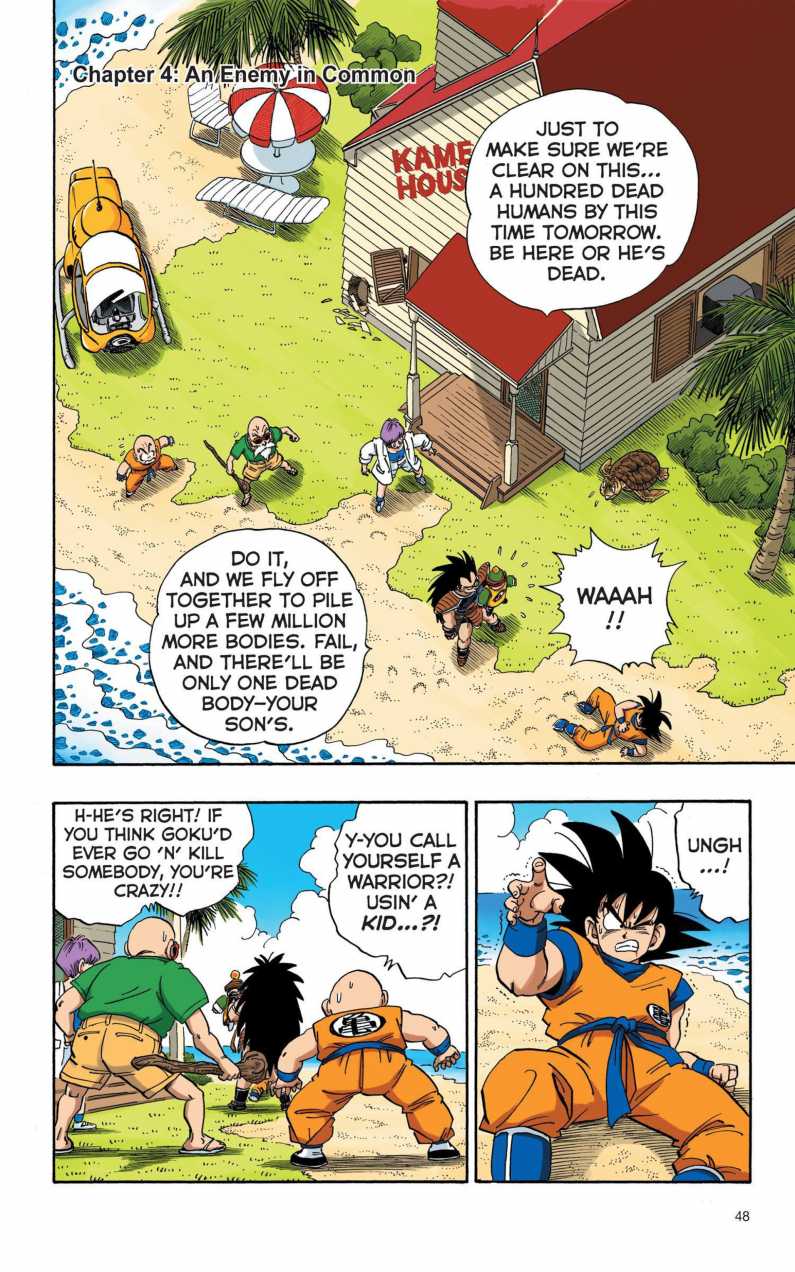 Chapter 4: An Enemy in Common
KAME
HOUS
JUST TO
MAKE SURE WE'RE
CLEAR ON THIS...
A HUNDRED DEAD
HUMANS BY THIS
TIME TOMORROW.
BE HERE OR HE'S
DEAD.
DO IT,
AND WE FLY OFF
TOGETHER TO PILE
UP A FEW MILLION
MORE BODIES. FAIL,
AND THERE'LL BE
ONLY ONE DEAD
BODY–YOUR
SON'S.
WAAAH
!!
H-HE'S RIGHT! IF
YOU THINK GOKU'D
EVER GO 'N' KILL
SOMEBODY, YOU'RE
CRAZY!!
Y-YOU CALL
YOURSELF A
WARRIOR?!
USIN' A
KID...?!
亀
UNGH
...!
亀
48